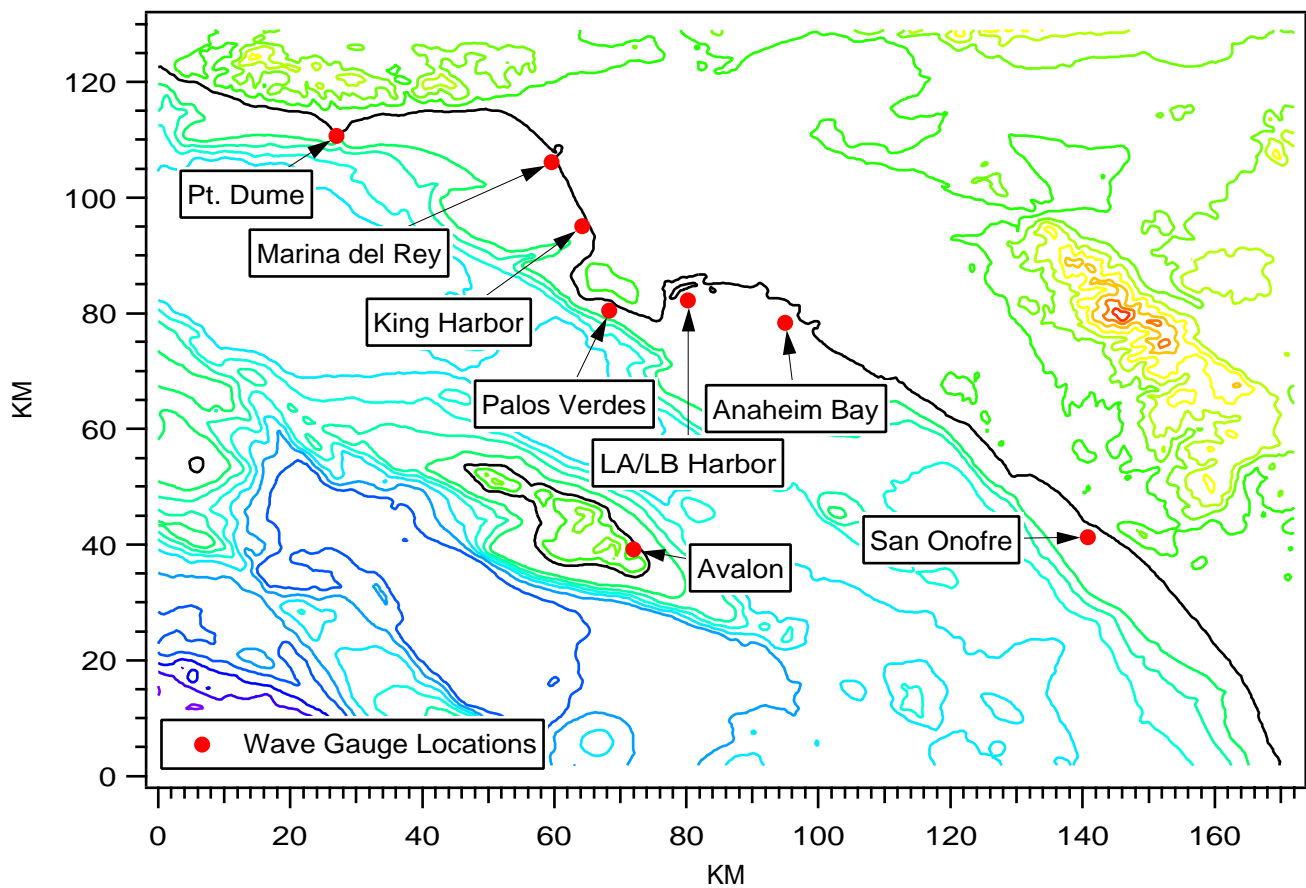 120
100
80
60
40
20
0
KM
Pt. Dume
Marina del Rey
King Harbor
Palos Verdes
Anaheim Bay
LA/LB Harbor
San Onofre
Avalon
Wave Gauge Locations
0 20 40 60 80 100 120 140 160
KM